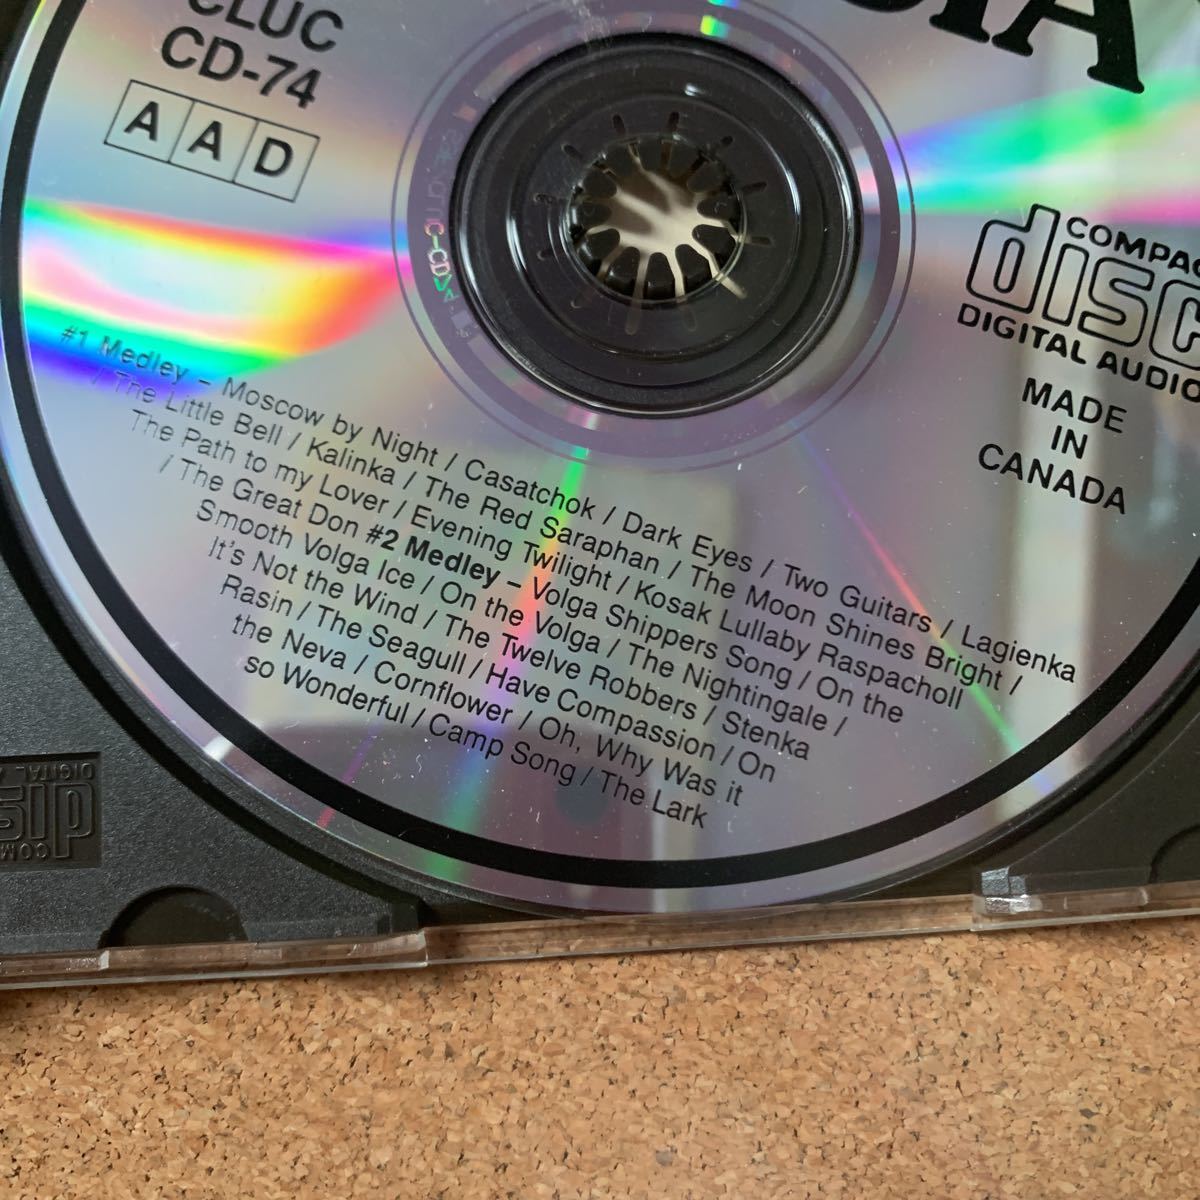 CLUC
CD-74
A A D
COMPAC
disc
DIGITAL AUDIO
MADE
IN
CANADA
#1 Medley – Moscow by Night / Casatchok / Dark Eyes / Two Guitars / Lagienka
/ The Little Bell / Kalinka / The Red Saraphan / The Moon Shines Bright /
The Path to my Lover / Evening Twilight / Kosak Lullaby Raspacholl
/ The Great Don #2 Medley – Volga Shippers Song / On the
Smooth Volga Ice / On the Volga / The Nightingale /
It's Not the Wind / The Twelve Robbers / Stenka
Rasin / The Seagull / Have Compassion / On
the Neva / Cornflower / Oh, Why Was it
so Wonderful / Camp Song / The Lark